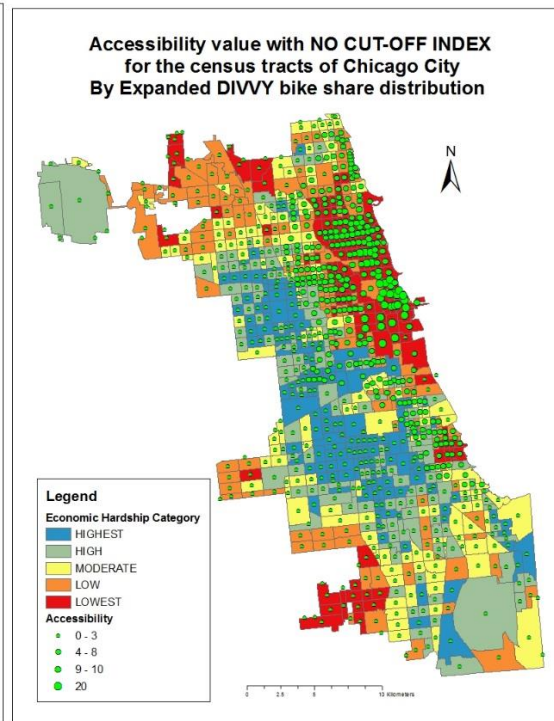 Accessibility value with NO CUT-OFF INDEX
for the census tracts of Chicago City
By Expanded DIVVY bike share distribution
N
Legend
Economic Hardship Category
HIGHEST
HIGH
MODERATE
LOW
LOWEST
Accessibility
0 - 3
4 - 8
9 - 10
20
0 2.5 5 10 Kilometers